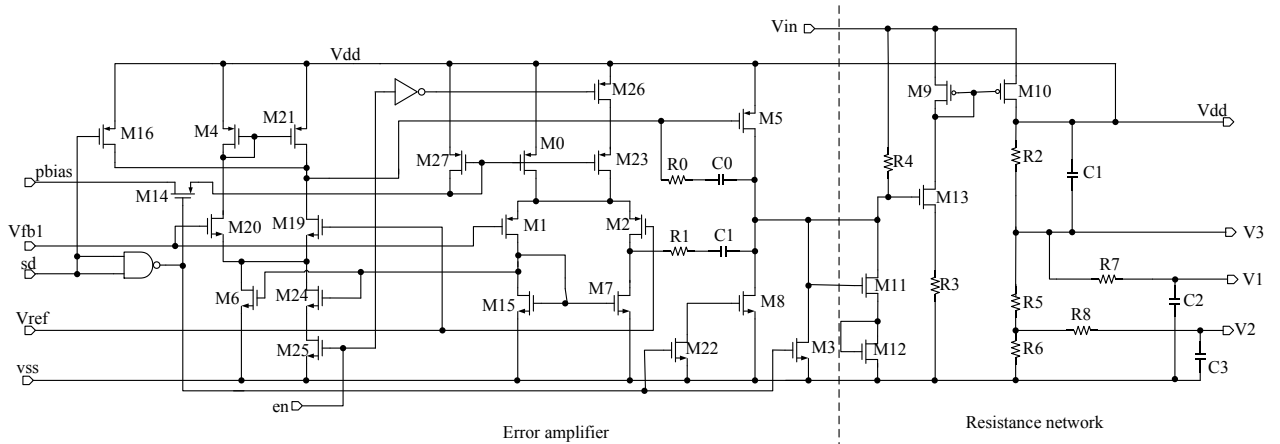 Vin
Vdd
M26
M9
M10
M16
M4
M21
M5
Vdd
M27
M0
M23
R4
R2
C1
pbias
R0
C0
M14
M13
M20
M19
M1
M2
Vfb1
R1
C1
V3
sd
R7
V1
M6
M24
M15
M7
M8
M11
R3
R5
C2
Vref
R8
V2
M25
M22
M3
M12
R6
C3
vss
en
Error amplifier
Resistance network